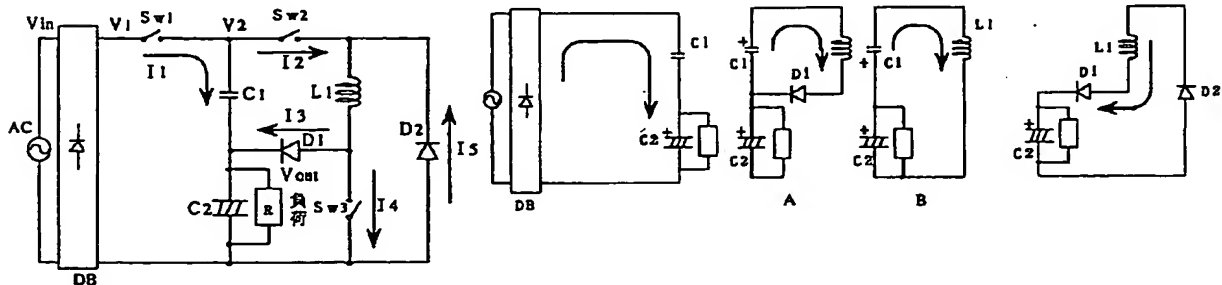 Vin
V1
Sw1
V2
Sw2
I1
I2
C1
L1
I3
D1
D2
I5
AC
Vout
C2
R
負荷
Sw3
I4
DB
C1
C2
+
DB
+
C1
D1
+
C2
A
L1
C1
+
+
C2
B
L1
D1
D2
+
C2